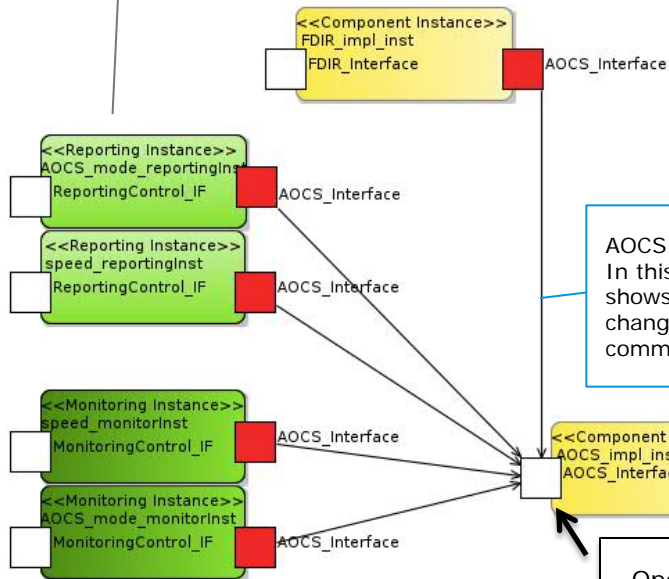 <<Component Instance>>
FDIR_impl_inst
FDIR_Interface
AOCS_Interface
<<Reporting Instance>>
AOCS_mode_reportingInst
ReportingControl_IF
AOCS_Interface
<<Reporting Instance>>
speed_reportingInst
ReportingControl_IF
AOCS_Interface
AOCS
In this
shows
chang
comm
<<Monitoring Instance>>
speed_monitorInst
MonitoringControl_IF
AOCS_Interface
<<Component
AOCS_impl_ins
AOCS_Interfa
<<Monitoring Instance>>
AOCS_mode_monitorInst
MonitoringControl_IF
AOCS_Interface
Ope